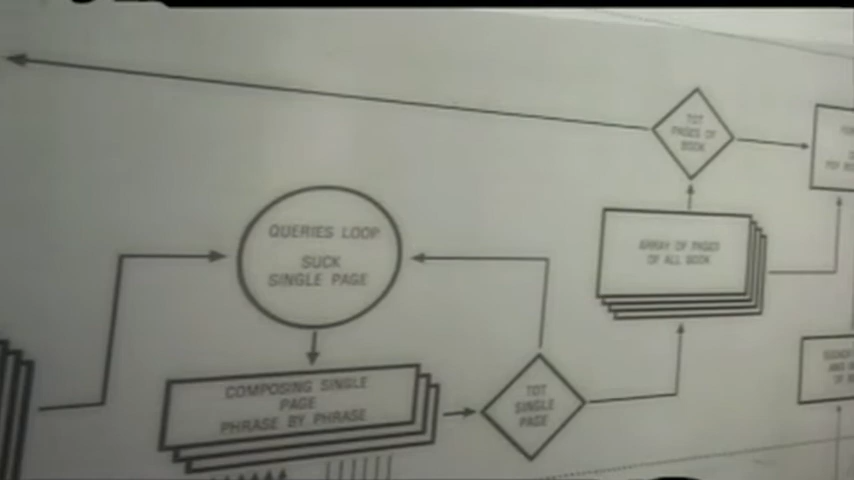 TOT
PAGES OF
BOOK
QUERIES LOOP
SUCK
SINGLE PAGE
ARRAY OF PAGES
OF ALL BOOK
COMPOSING SINGLE
PAGE
PHRASE BY PHRASE
TOT
SINGLE
PAGE